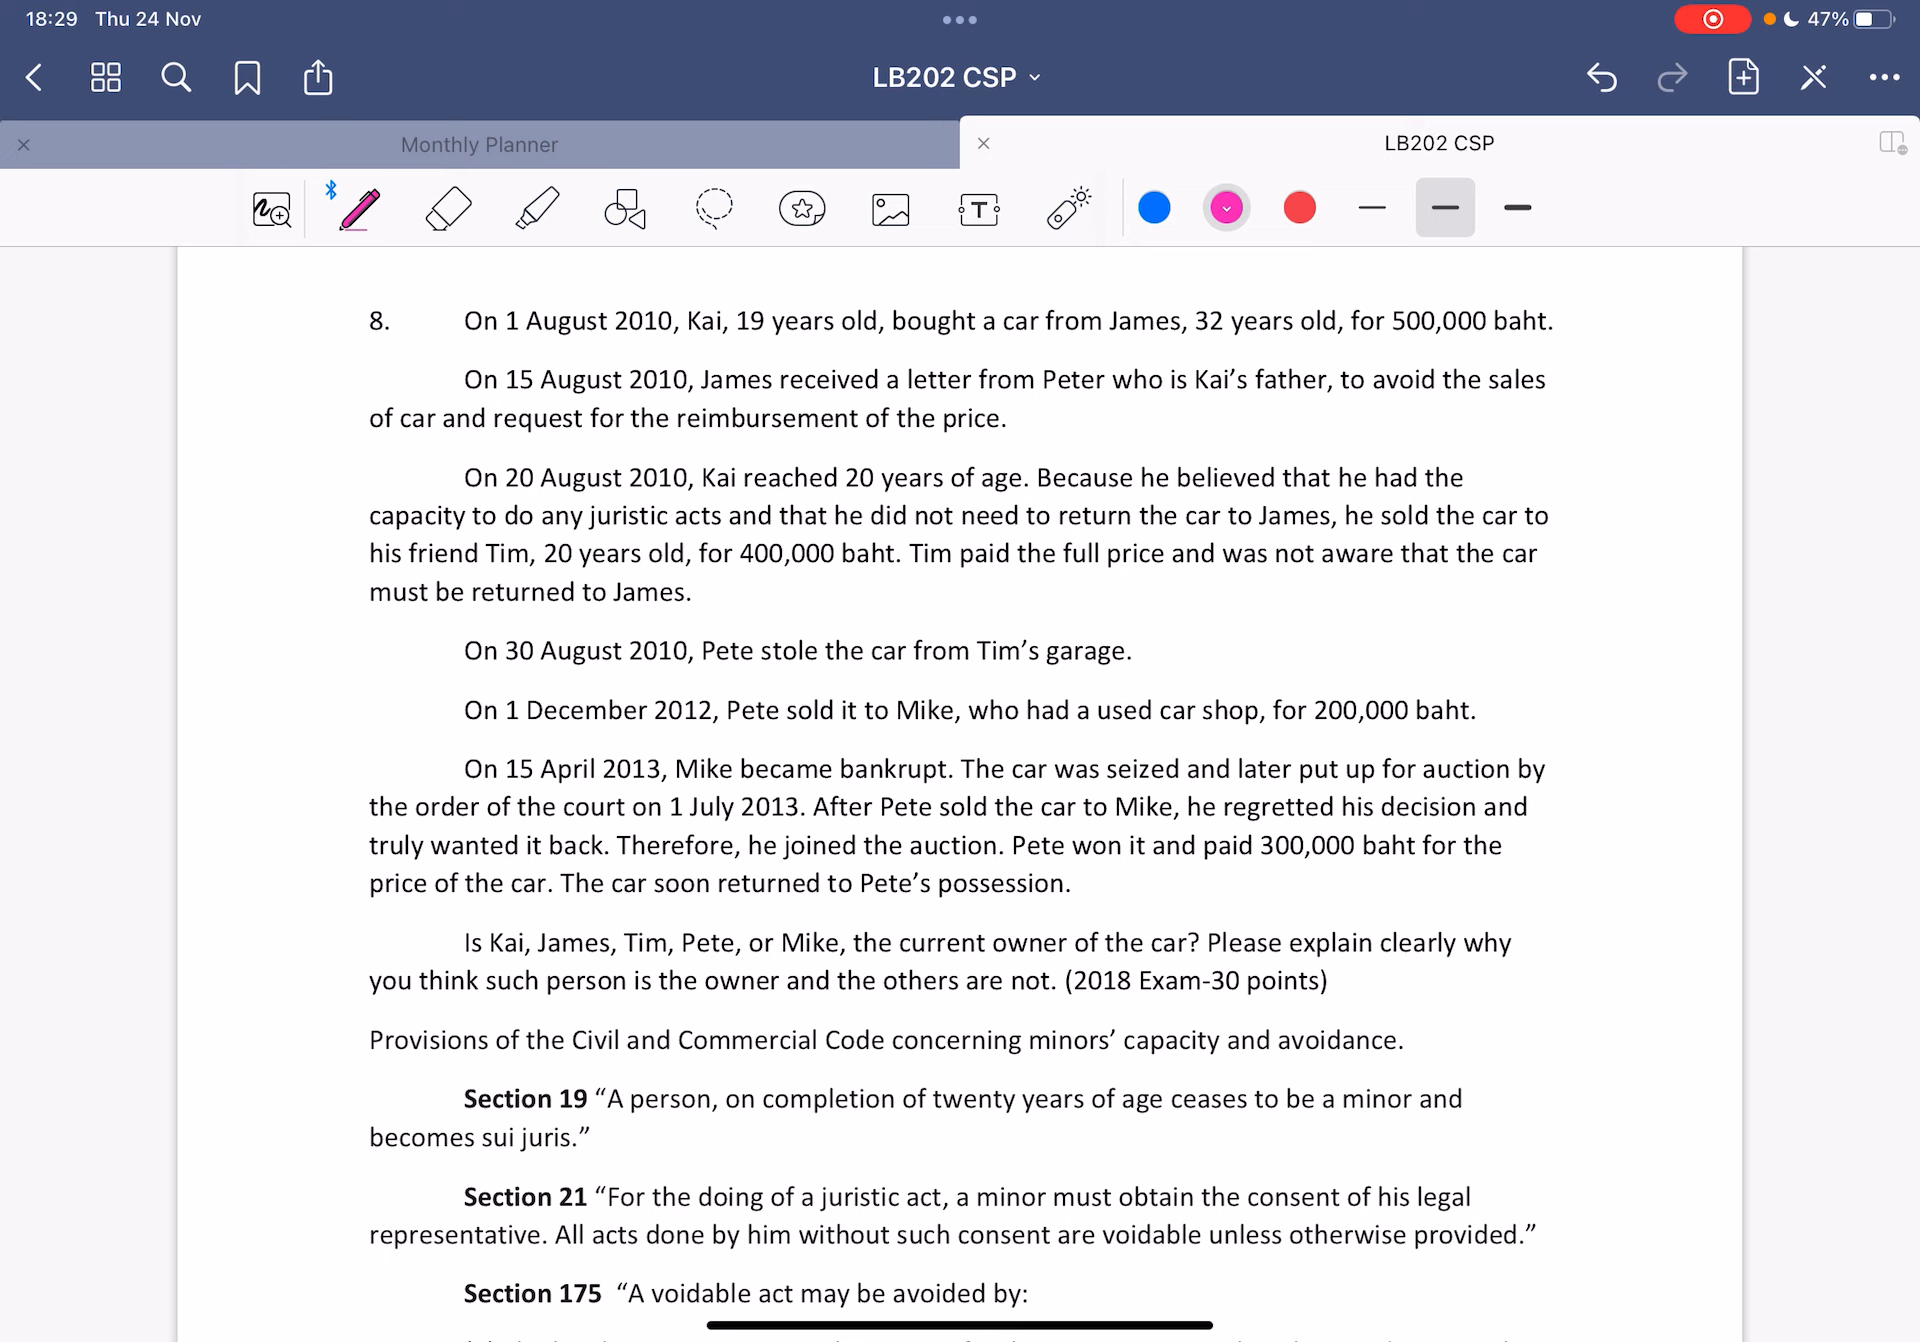 18:29 Thu 24 Nov
47%
LB202 CSP
Monthly Planner
LB202 CSP
T
8. On 1 August 2010, Kai, 19 years old, bought a car from James, 32 years old, for 500,000 baht.
On 15 August 2010, James received a letter from Peter who is Kai’s father, to avoid the sales
of car and request for the reimbursement of the price.
On 20 August 2010, Kai reached 20 years of age. Because he believed that he had the
capacity to do any juristic acts and that he did not need to return the car to James, he sold the car to
his friend Tim, 20 years old, for 400,000 baht. Tim paid the full price and was not aware that the car
must be returned to James.
On 30 August 2010, Pete stole the car from Tim’s garage.
On 1 December 2012, Pete sold it to Mike, who had a used car shop, for 200,000 baht.
On 15 April 2013, Mike became bankrupt. The car was seized and later put up for auction by
the order of the court on 1 July 2013. After Pete sold the car to Mike, he regretted his decision and
truly wanted it back. Therefore, he joined the auction. Pete won it and paid 300,000 baht for the
price of the car. The car soon returned to Pete’s possession.
Is Kai, James, Tim, Pete, or Mike, the current owner of the car? Please explain clearly why
you think such person is the owner and the others are not. (2018 Exam-30 points)
Provisions of the Civil and Commercial Code concerning minors’ capacity and avoidance.
Section 19 “A person, on completion of twenty years of age ceases to be a minor and
becomes sui juris.”
Section 21 “For the doing of a juristic act, a minor must obtain the consent of his legal
representative. All acts done by him without such consent are voidable unless otherwise provided.”
Section 175 “A voidable act may be avoided by: